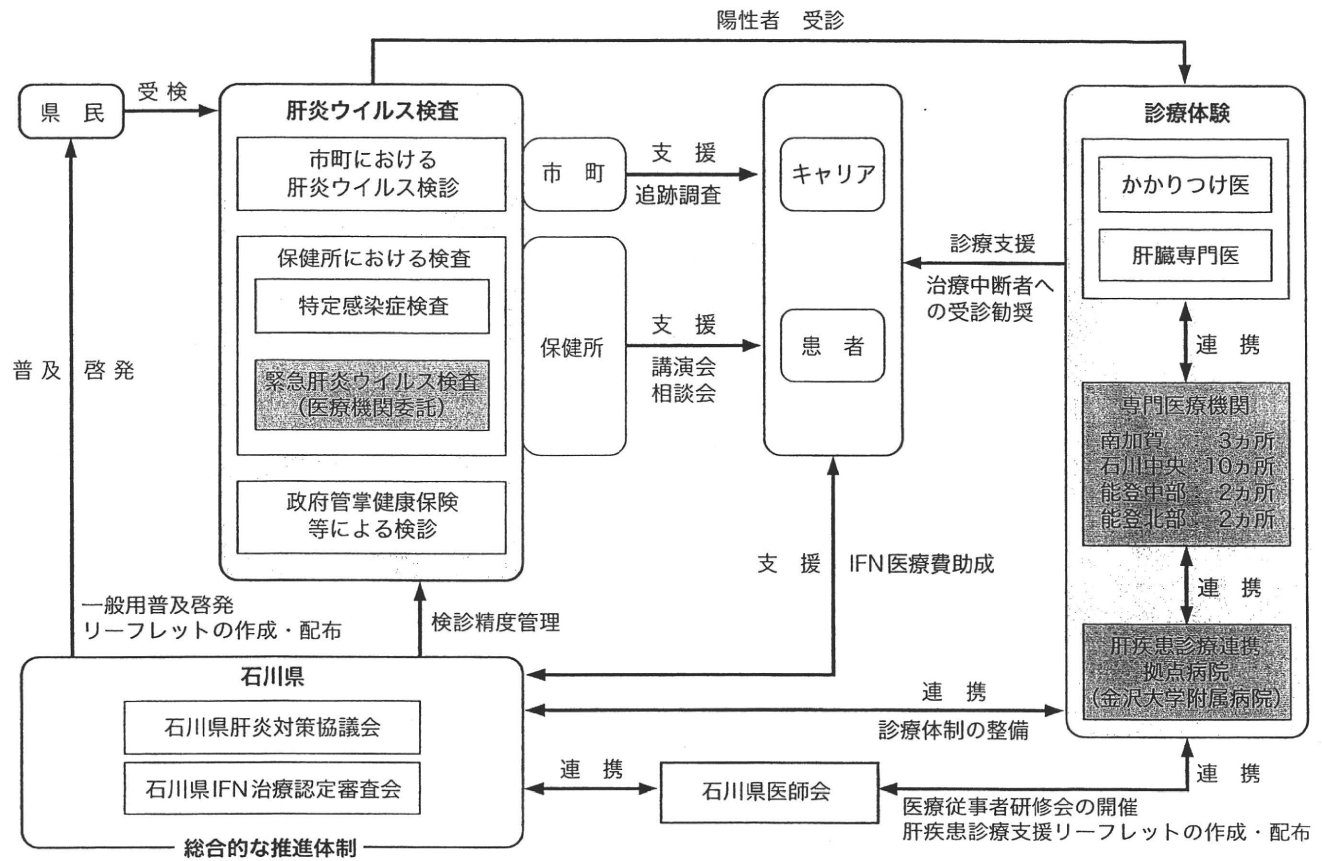 陽性者 受診
県 民
受 検
肝炎ウイルス検査
市町における
肝炎ウイルス検診
保健所における検査
特定感染症検査
緊急肝炎ウイルス検査
(医療機関委託)
政府管掌健康保険
等による検診
市 町
保健所
支 援
追跡調査
支 援
講演会
相談会
キャリア
患 者
診療支援
治療中断者へ
の受診勧奨
診療体験
かかりつけ医
肝臓専門医
連 携
専門医療機関
南加賀 : 3ヵ所
石川中央 : 10ヵ所
能登中部 : 2ヵ所
能登北部 : 2ヵ所
連 携
肝疾患診療連携
拠点病院
(金沢大学附属病院)
普及 啓発
一般用普及啓発
リーフレットの作成・配布
検診精度管理
支 援 IFN医療費助成
石川県
石川県肝炎対策協議会
石川県IFN治療認定審査会
総合的な推進体制
連 携
診療体制の整備
連 携
石川県医師会
連 携
医療従事者研修会の開催
肝疾患診療支援リーフレットの作成・配布